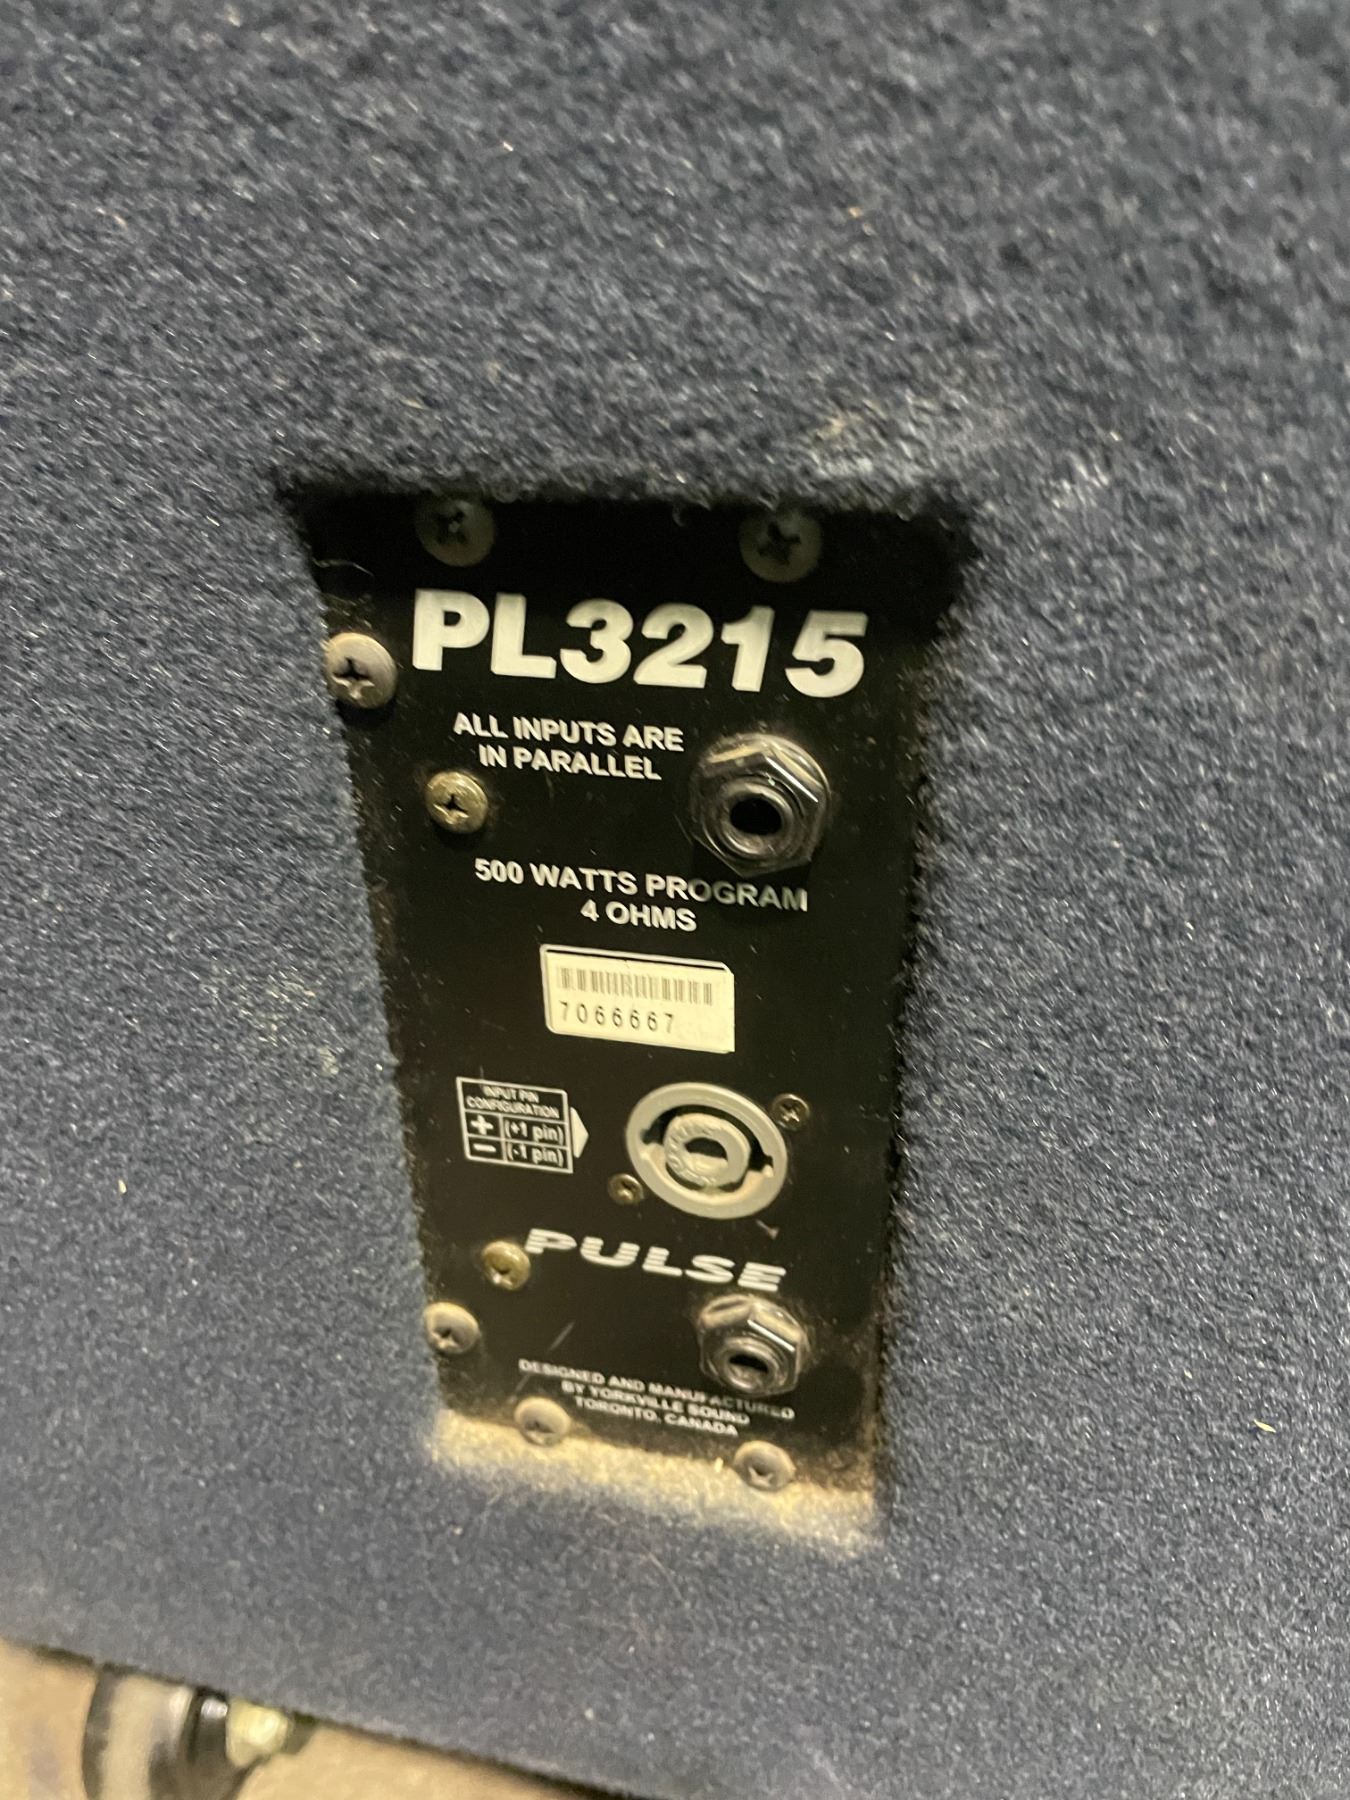 PL3215
ALL INPUTS ARE
IN PARALLEL
500 WATTS PROGRAM
4 OHMS
7066667
INPUT PIN
CONFIGURATION
+ (+1 pin)
− (-1 pin)
PULSE
DESIGNED AND MANUFACTURED
BY YORKVILLE SOUND
TORONTO, CANADA